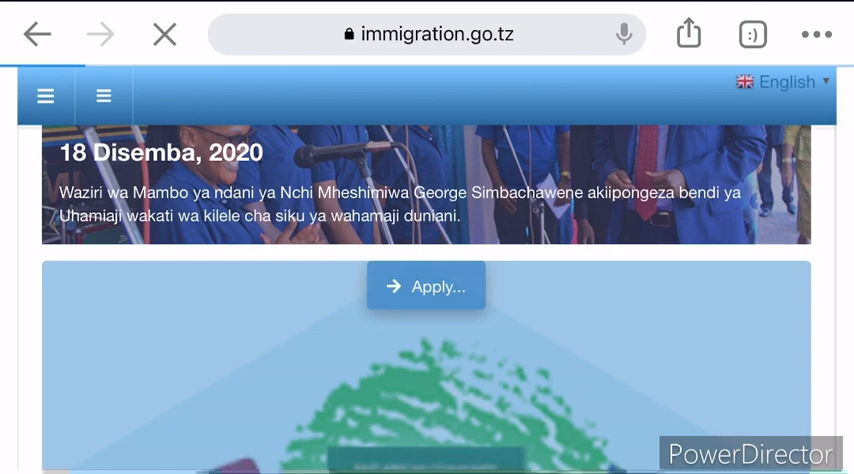 immigration.go.tz
English
18 Disemba, 2020
Waziri wa Mambo ya ndani ya Nchi Mheshimiwa George Simbachawene akiipongeza bendi ya
Uhamiaji wakati wa kilele cha siku ya wahamaji dunlani.
Apply...
PowerDirector